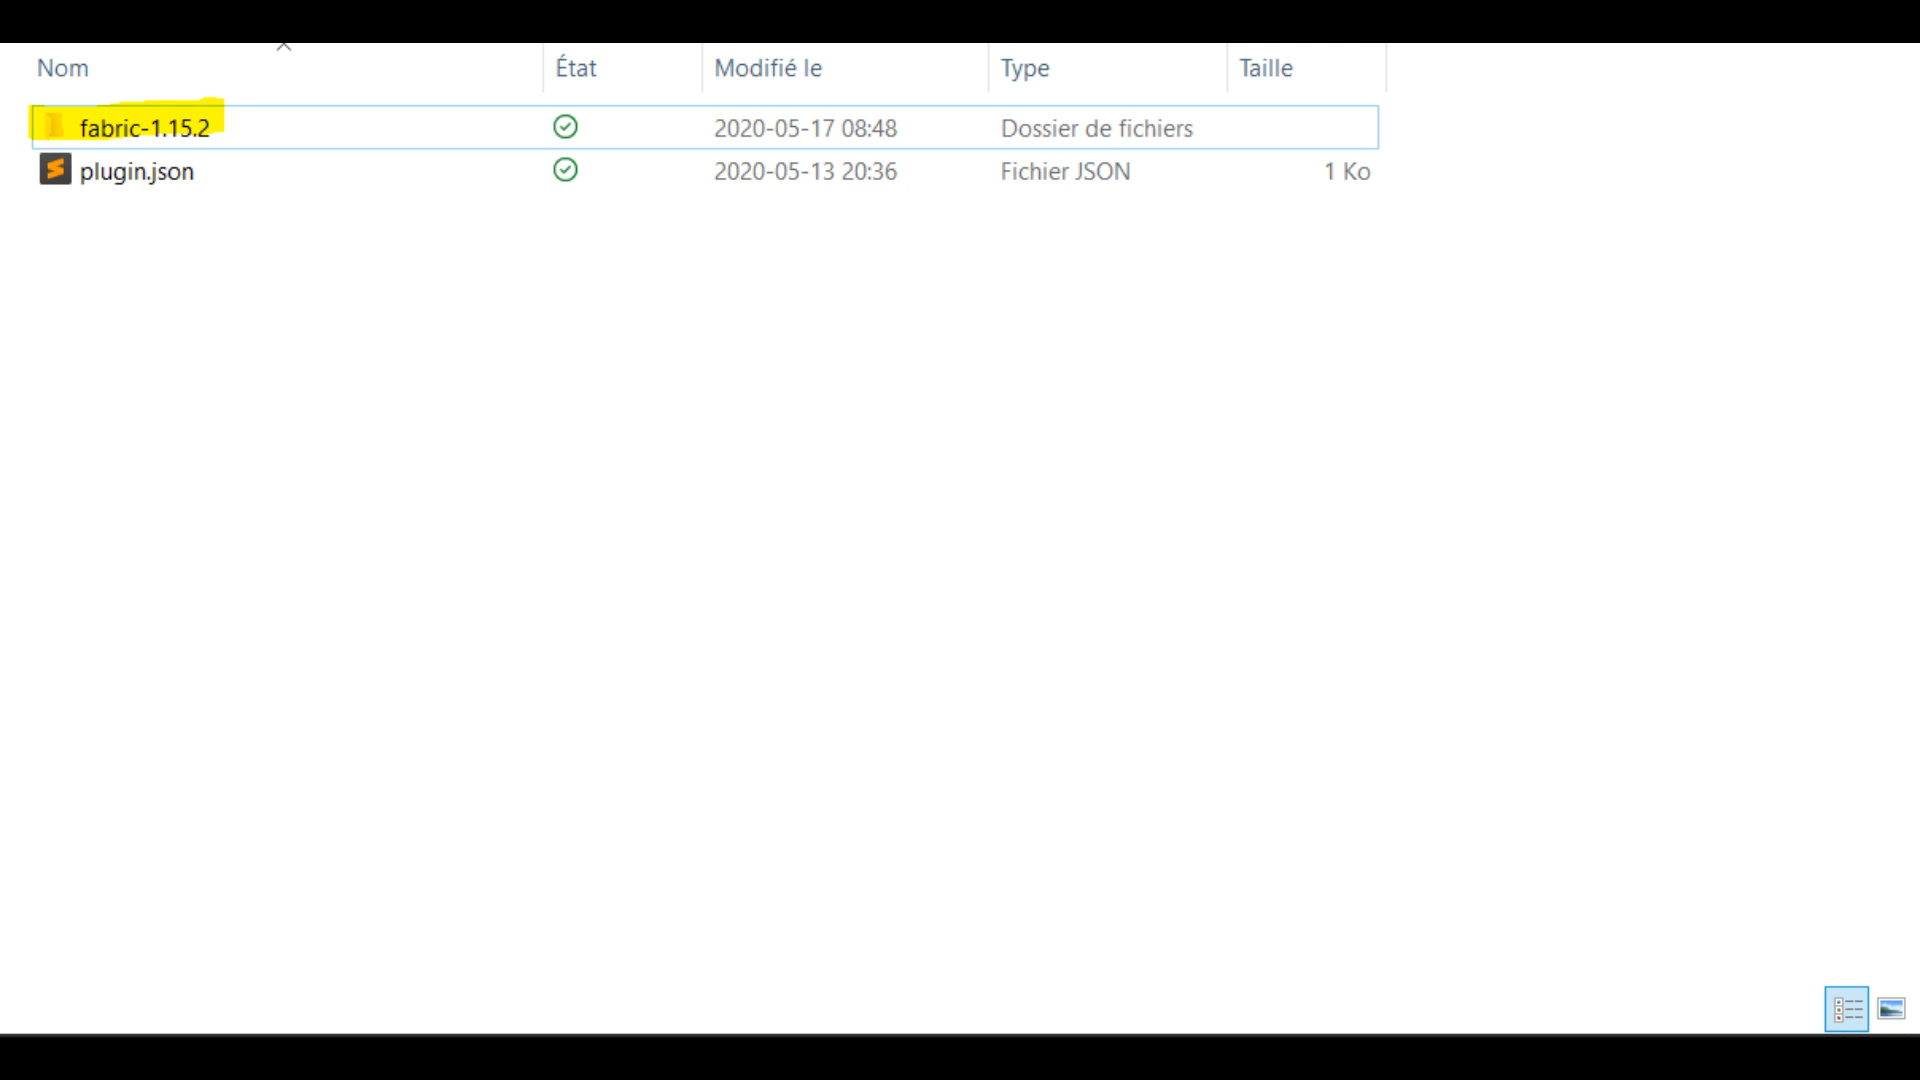 Nom État Modifié le Type Taille
fabric-1.15.2 2020-05-17 08:48 Dossier de fichiers
plugin.json 2020-05-13 20:36 Fichier JSON 1 Ko